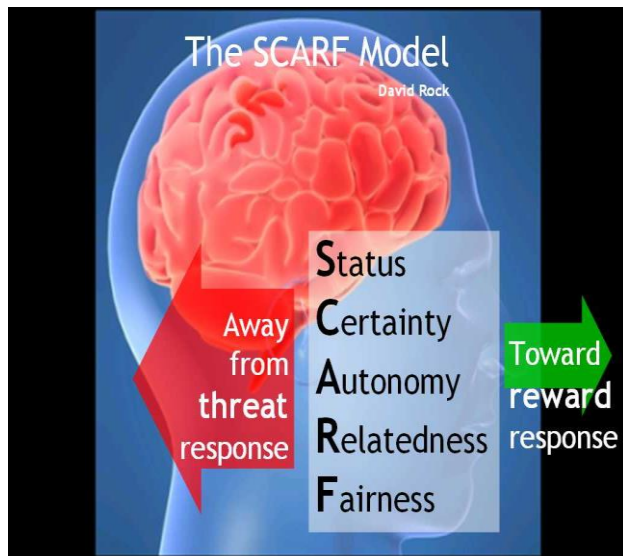 The SCARF Model
David Rock
Status
Certainty
Autonomy
Relatedness
Fairness
Away
from
threat
response
Toward
reward
response